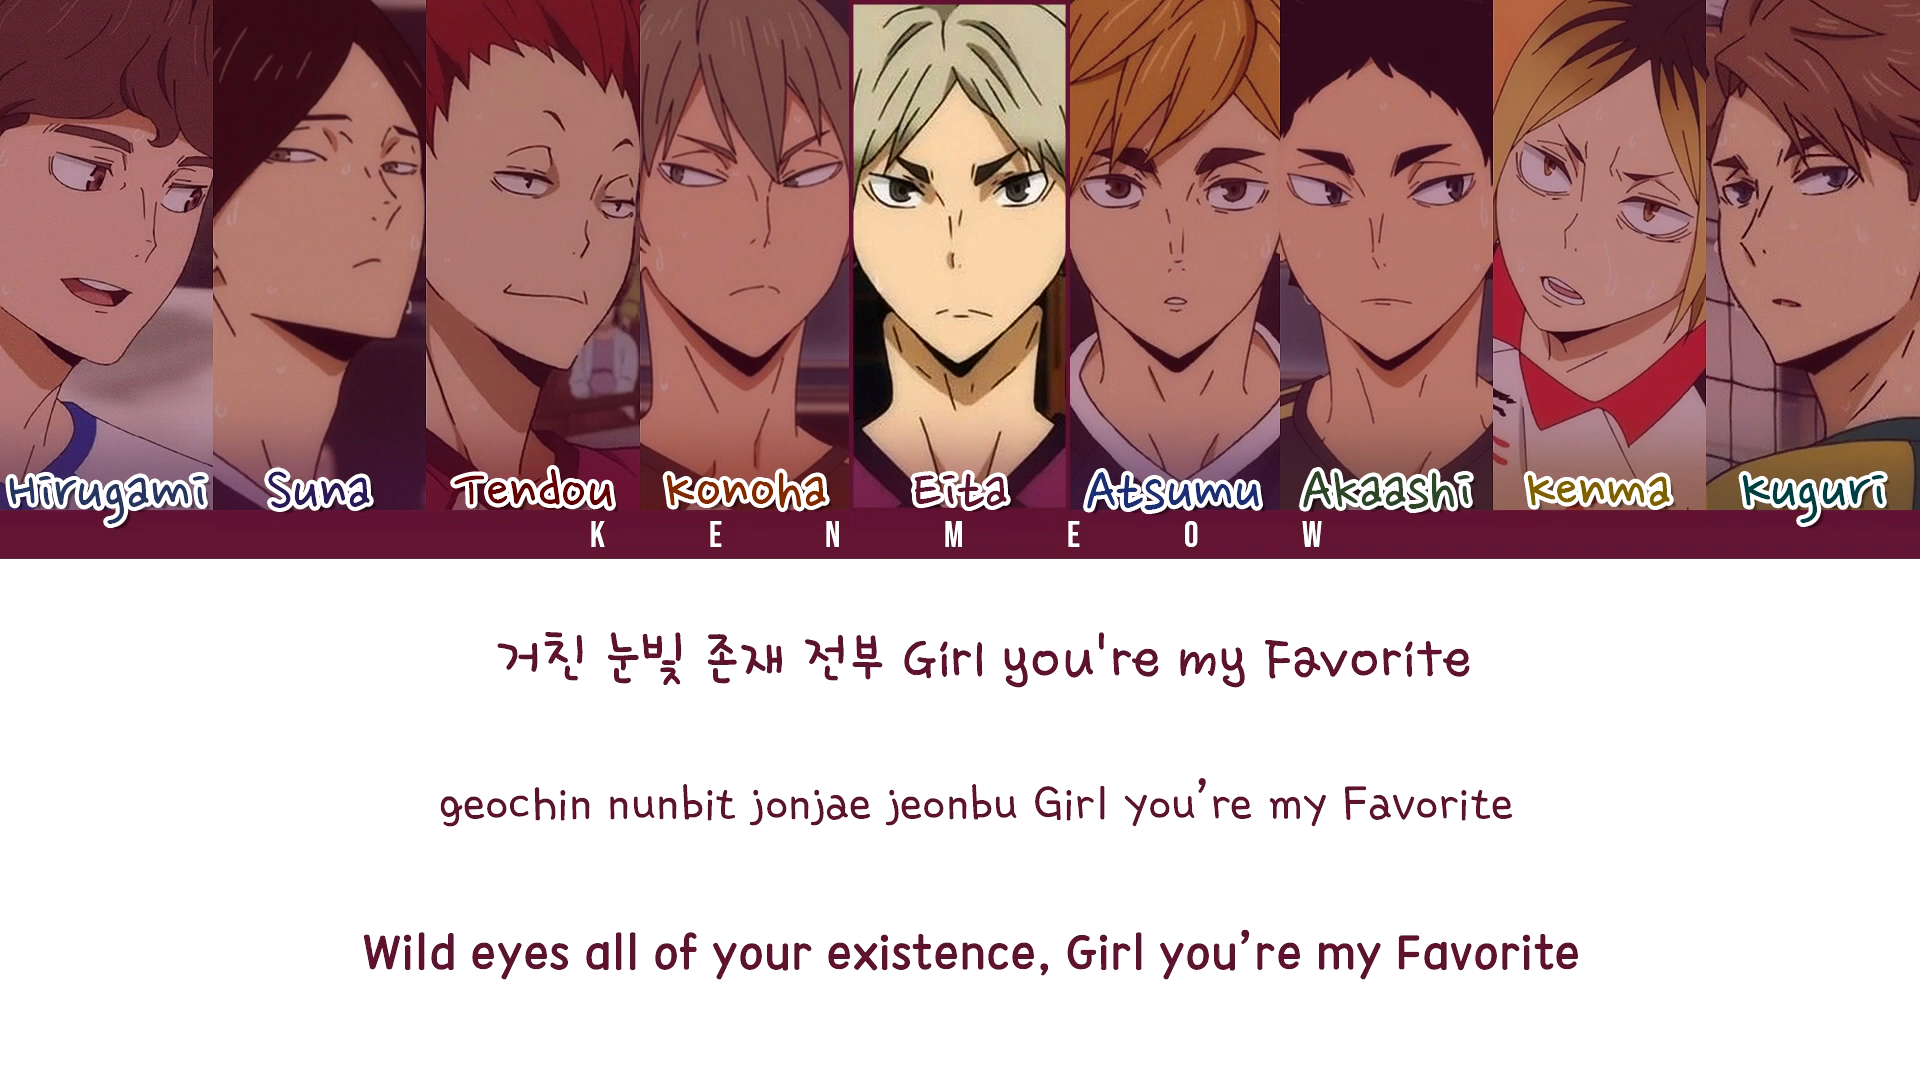 Hirugami Suna Tendou Konoha Eita Atsumu Akaashi Kenma Kuguri
KENMEOW
거친 눈빛 존재 전부 Girl you're my Favorite
geochin nunbit jonjae jeonbu Girl you’re my Favorite
Wild eyes all of your existence, Girl you’re my Favorite